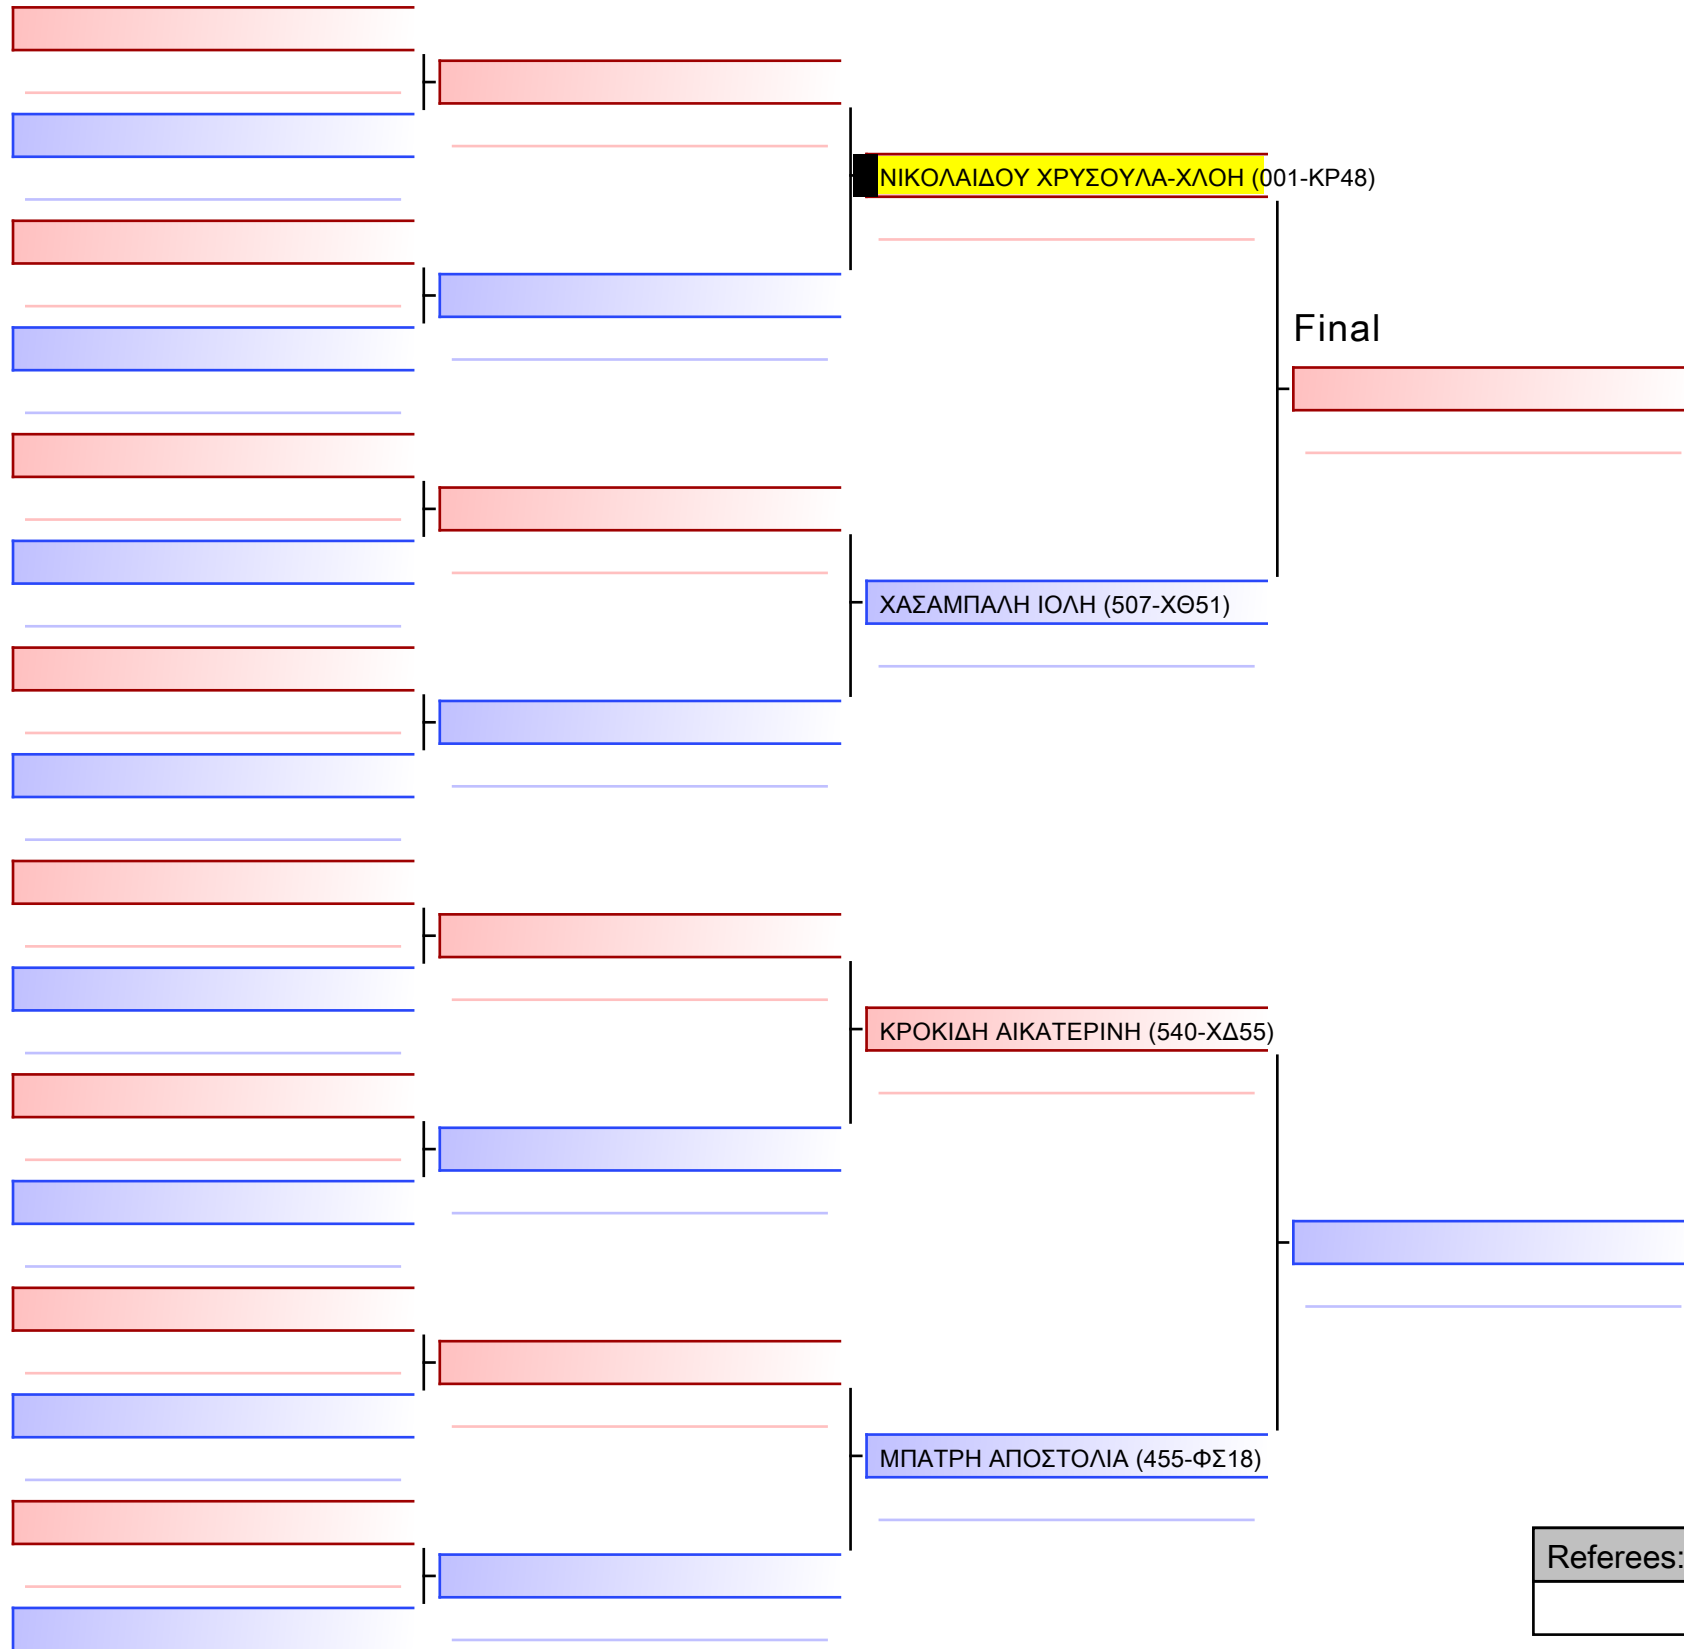 ΝΙΚΟΛΑΙΔΟΥ ΧΡΥΣΟΥΛΑ-ΧΛΟΗ (001-ΚΡ48)
Final
ΧΑΣΑΜΠΑΛΗ ΙΟΛΗ (507-ΧΘ51)
ΚΡΟΚΙΔΗ ΑΙΚΑΤΕΡΙΝΗ (540-ΧΔ55)
ΜΠΑΤΡΗ ΑΠΟΣΤΟΛΙΑ (455-ΦΣ18)
Referees: